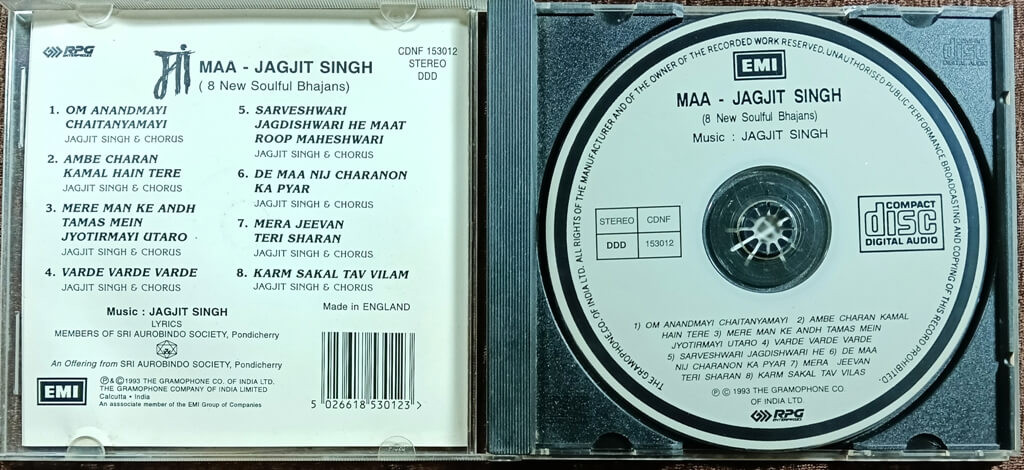 RPG
ENTERPRISES
माँ
MAA - JAGJIT SINGH
( 8 New Soulful Bhajans)
CDNF 153012
STEREO
DDD
1. OM ANANDMAYI
CHAITANYAMAYI
JAGJIT SINGH & CHORUS
2. AMBE CHARAN
KAMAL HAIN TERE
JAGJIT SINGH & CHORUS
3. MERE MAN KE ANDH
TAMAS MEIN
JYOTIRMAYI UTARO
JAGJIT SINGH & CHORUS
4. VARDE VARDE VARDE
JAGJIT SINGH & CHORUS
5. SARVESHWARI
JAGDISHWARI HE MAAT
ROOP MAHESHWARI
JAGJIT SINGH & CHORUS
6. DE MAA NIJ CHARANON
KA PYAR
JAGJIT SINGH & CHORUS
7. MERA JEEVAN
TERI SHARAN
JAGJIT SINGH & CHORUS
8. KARM SAKAL TAV VILAM
JAGJIT SINGH & CHORUS
Music : JAGJIT SINGH
LYRICS
MEMBERS OF SRI AUROBINDO SOCIETY, Pondicherry
An Offering from SRI AUROBINDO SOCIETY, Pondicherry
Made in ENGLAND
EMI
℗ & © 1993 THE GRAMOPHONE CO. OF INDIA LTD.
THE GRAMOPHONE COMPANY OF INDIA LIMITED
Calcutta • India
An associate member of the EMI Group of Companies
5 026618 530123 >
THE GRAMOPHONE CO. OF INDIA LTD. ALL RIGHTS OF THE MANUFACTURER AND OF THE OWNER OF THE RECORDED WORK RESERVED. UNAUTHORISED PUBLIC PERFORMANCE BROADCASTING AND COPYING OF THIS RECORD PROHIBITED.
EMI
MAA - JAGJIT SINGH
(8 New Soulful Bhajans)
Music : JAGJIT SINGH
STEREO CDNF
DDD 153012
COMPACT
disc
DIGITAL AUDIO
1) OM ANANDMAYI CHAITANYAMAYI 2) AMBE CHARAN KAMAL
HAIN TERE 3) MERE MAN KE ANDH TAMAS MEIN
JYOTIRMAYI UTARO 4) VARDE VARDE VARDE
5) SARVESHWARI JAGDISHWARI HE 6) DE MAA
NIJ CHARANON KA PYAR 7) MERA JEEVAN
TERI SHARAN 8) KARM SAKAL TAV VILAS
℗ © 1993 THE GRAMOPHONE CO.
OF INDIA LTD.
RPG
ENTERPRISES
disc
DIGITAL AUDIO